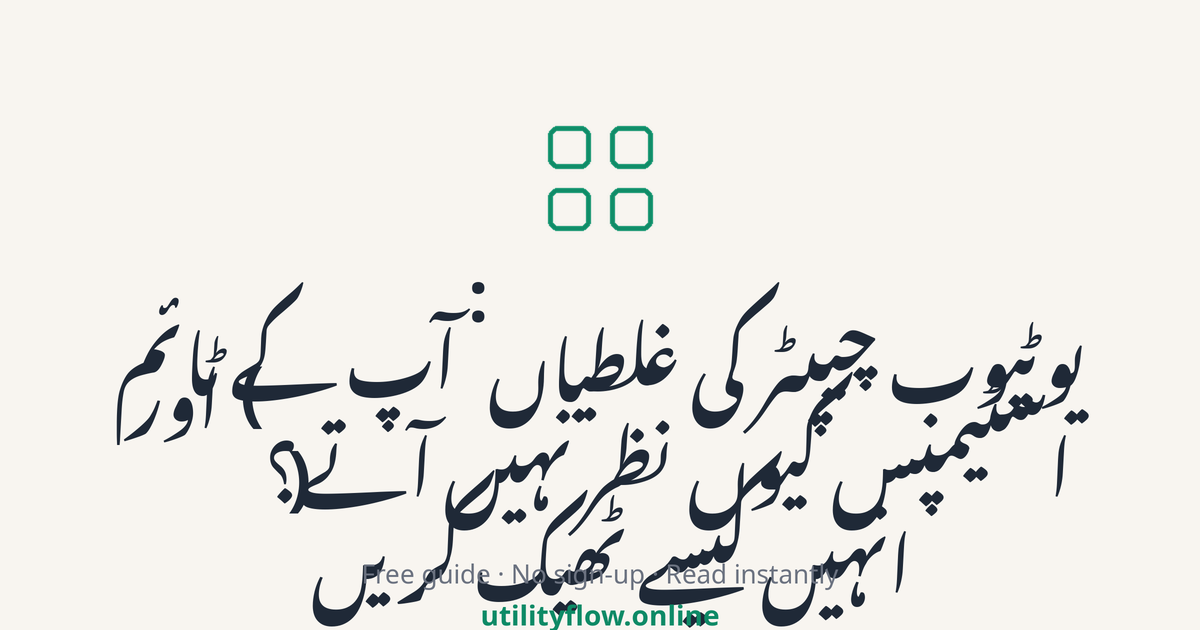 یوٹیوب چیپٹر کی غلطیاں: آپ کے ٹائم
اسٹیمپس کیوں نظر نہیں آتے (اور
انہیں کیسے ٹھیک کریں)؟
Free guide · No sign-up · Read instantly
utilityflow.online